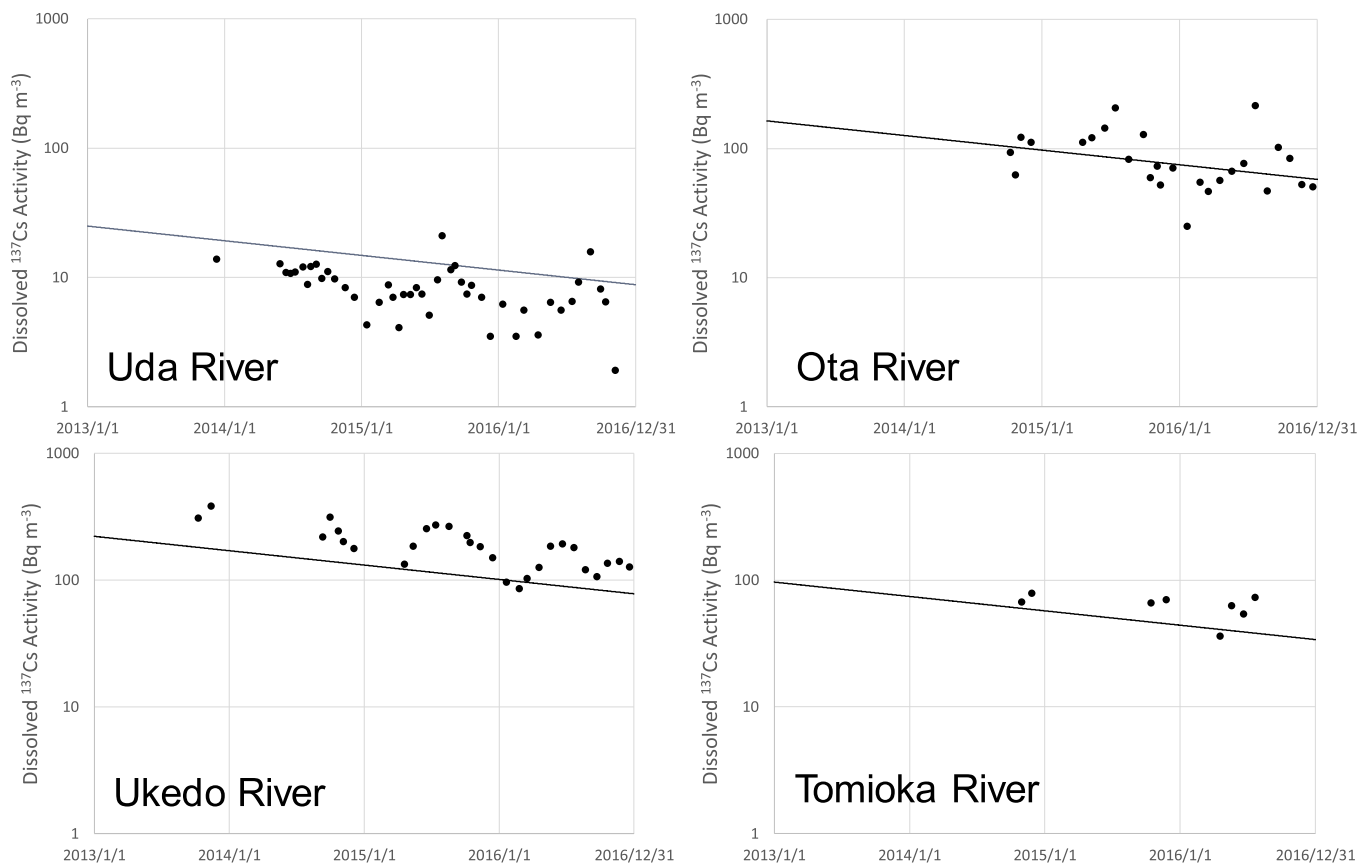 1000
100
10
1
Dissolved ¹³⁷Cs Activity (Bq m⁻³)
Uda River
2013/1/1 2014/1/1 2015/1/1 2016/1/1 2016/12/31
1000
100
10
1
Dissolved ¹³⁷Cs Activity (Bq m⁻³)
Ota River
2013/1/1 2014/1/1 2015/1/1 2016/1/1 2016/12/31
1000
100
10
1
Dissolved ¹³⁷Cs Activity (Bq m⁻³)
Ukedo River
2013/1/1 2014/1/1 2015/1/1 2016/1/1 2016/12/31
1000
100
10
1
Dissolved ¹³⁷Cs Activity (Bq m⁻³)
Tomioka River
2013/1/1 2014/1/1 2015/1/1 2016/1/1 2016/12/31